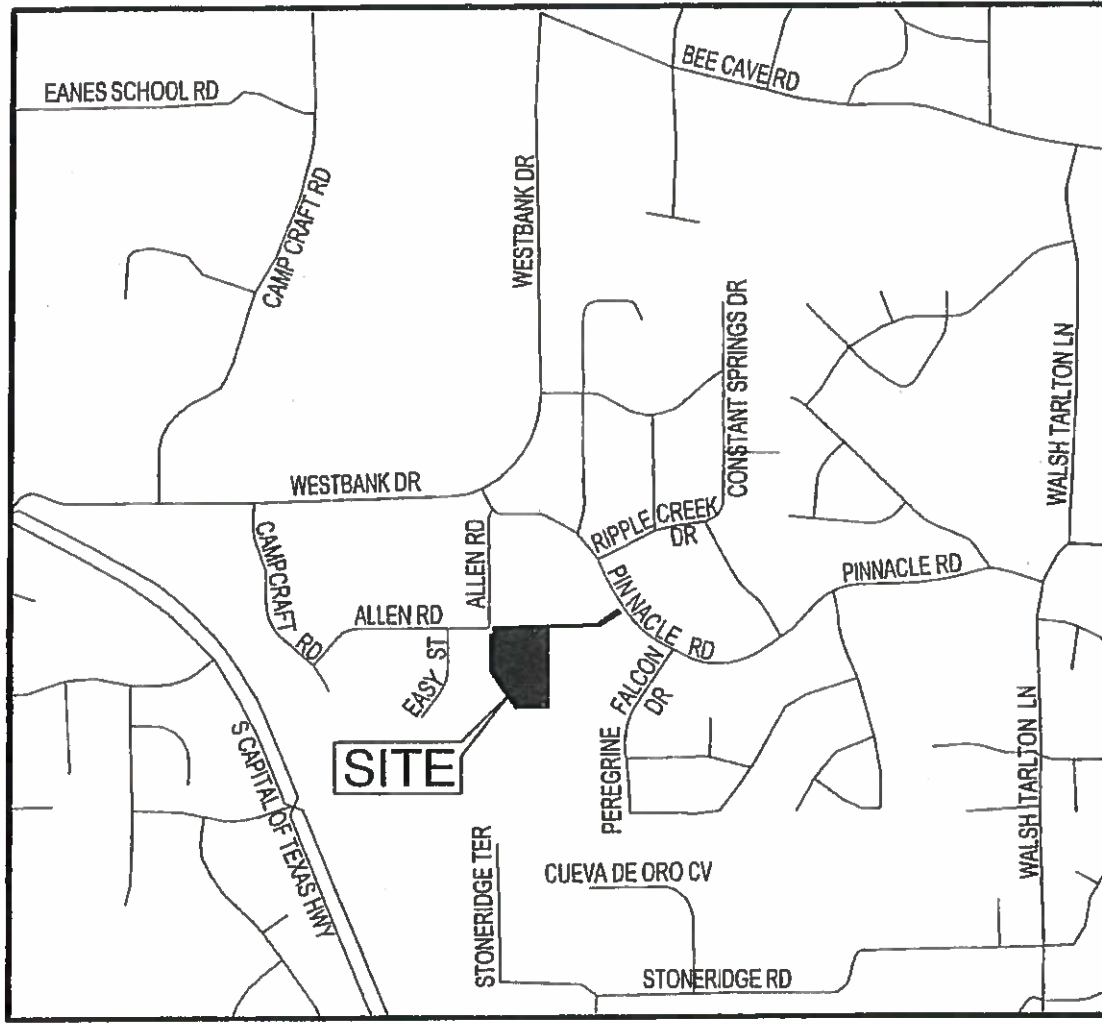 BEE CAVE RD
EANES SCHOOL RD
CAMP CRAFT RD
WESTBANK DR
CONSTANT SPRINGS DR
WALSH TARLTON LN
WESTBANK DR
CAMPCRAFT RD
ALLEN RD
RIPPLE CREEK
DR
PINNACLE RD
ALLEN RD
PINNACLE RD
EASY ST
PEREGRINE FALCON
DR
SITE
S CAPITAL OF TEXAS HWY
WALSH TARLTON LN
STONERIDGE TER
CUEVA DE ORO CV
STONERIDGE RD